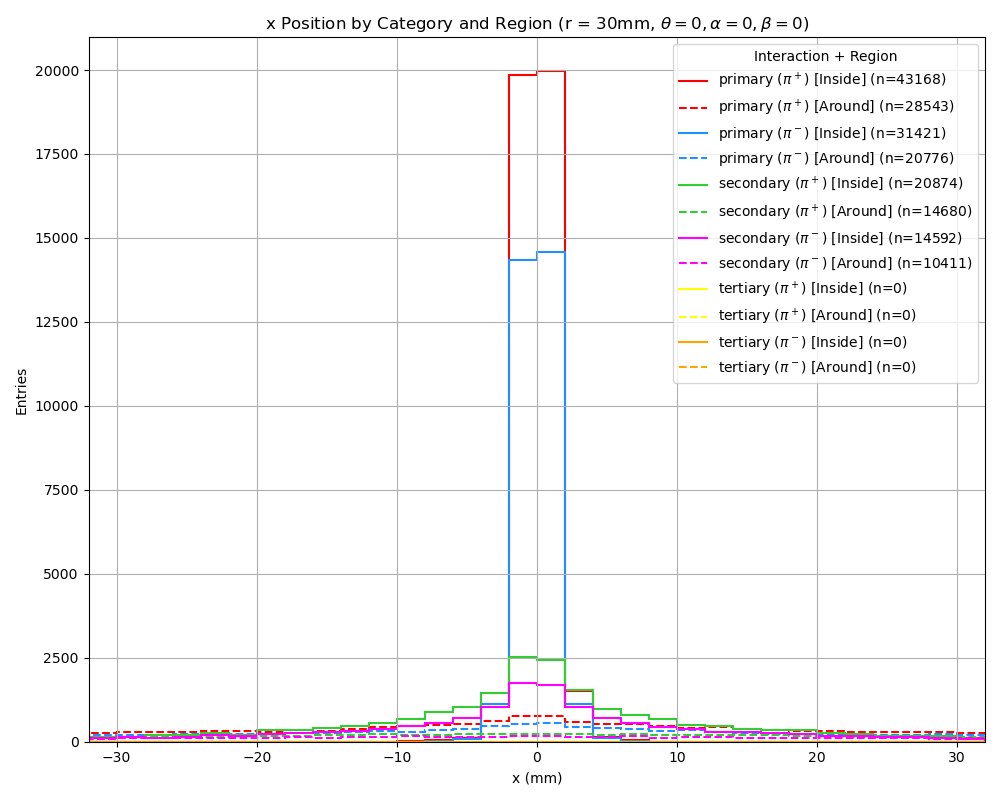 x Position by Category and Region (r = 30mm, θ = 0, α = 0, β = 0)
Interaction + Region
primary (π⁺) [Inside] (n=43168)
primary (π⁺) [Around] (n=28543)
primary (π⁻) [Inside] (n=31421)
primary (π⁻) [Around] (n=20776)
secondary (π⁺) [Inside] (n=20874)
secondary (π⁺) [Around] (n=14680)
secondary (π⁻) [Inside] (n=14592)
secondary (π⁻) [Around] (n=10411)
tertiary (π⁺) [Inside] (n=0)
tertiary (π⁺) [Around] (n=0)
tertiary (π⁻) [Inside] (n=0)
tertiary (π⁻) [Around] (n=0)
20000
17500
15000
12500
10000
7500
5000
2500
0
Entries
−30 −20 −10 0 10 20 30
x (mm)